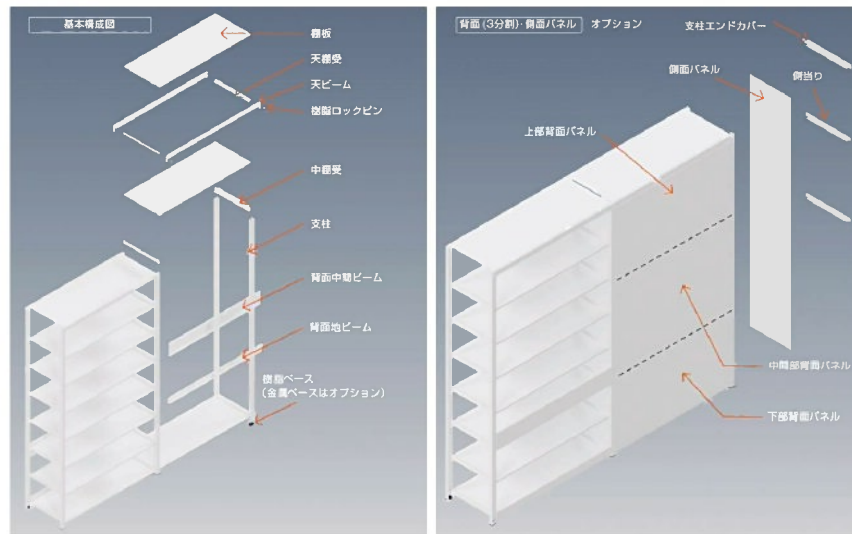 基本構成図
棚板
天棚受
天ビーム
樹脂ロックピン
中棚受
支柱
背面中間ビーム
背面地ビーム
樹脂ベース
(金属ベースはオプション)
背面(3分割)・側面パネル オプション
支柱エンドカバー
側面パネル
側当り
上部背面パネル
中間部背面パネル
下部背面パネル